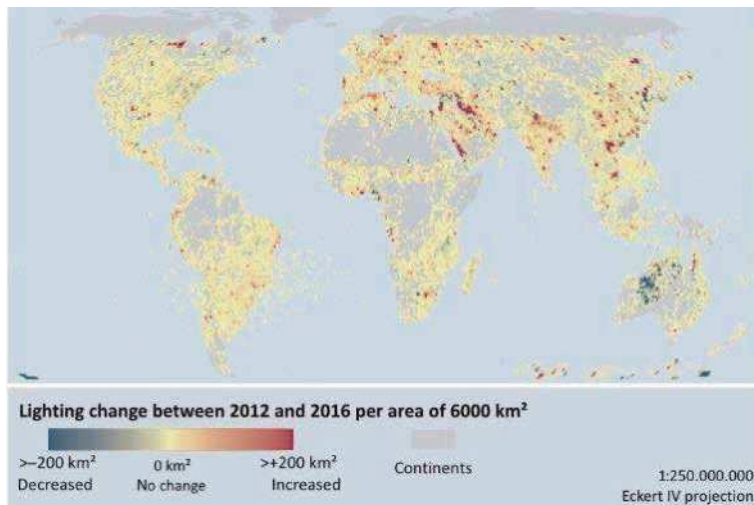 Lighting change between 2012 and 2016 per area of 6000 km²
>−200 km² 0 km² >+200 km² Continents
Decreased No change Increased
1:250.000.000
Eckert IV projection